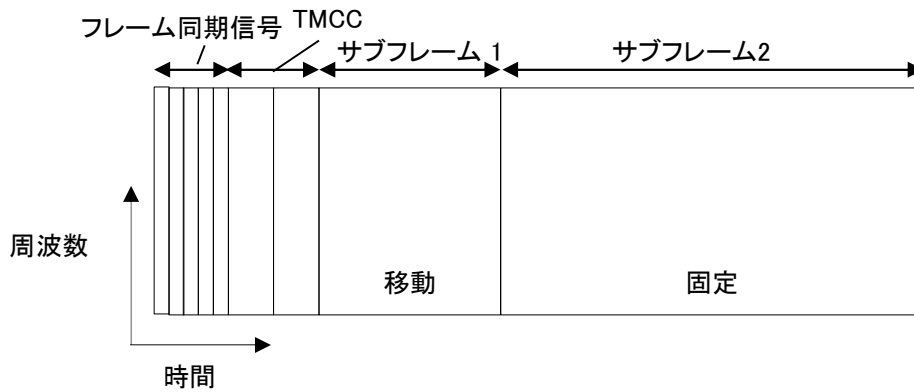 フレーム同期信号
TMCC
サブフレーム 1
サブフレーム2
周波数
移動
固定
時間